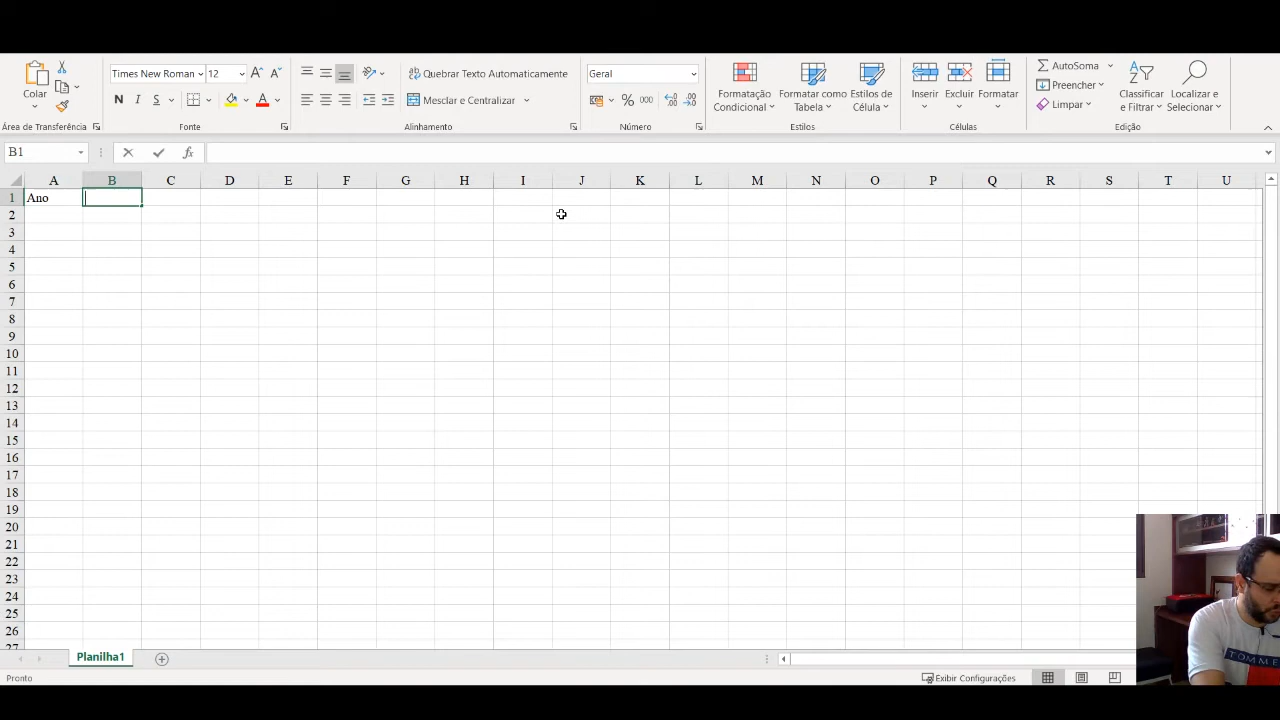 Times New Roman 12
Quebrar Texto Automaticamente
Geral
AutoSoma
Colar
Preencher
N I S
A
Mesclar e Centralizar
% 000
Formatação Condicional
Formatar como Tabela
Estilos de Célula
Inserir
Excluir
Formatar
Limpar
Classificar e Filtrar
Localizar e Selecionar
Área de Transferência
Fonte
Alinhamento
Número
Estilos
Células
Edição
B1
fx
A B C D E F G H I J K L M N O P Q R S T U
1 Ano
2
3
4
5
6
7
8
9
10
11
12
13
14
15
16
17
18
19
20
21
22
23
24
25
26
27
TOMME
Planilha1
Pronto
Exibir Configurações